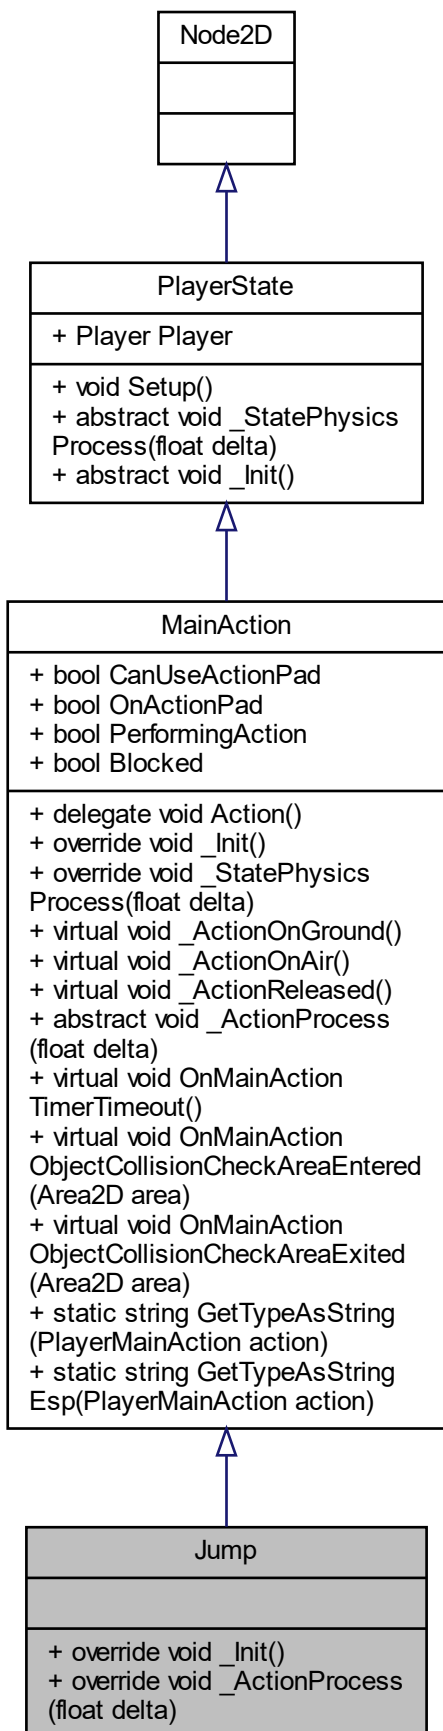 Node2D
PlayerState
+ Player Player
+ void Setup()
+ abstract void _StatePhysics
Process(float delta)
+ abstract void _Init()
MainAction
+ bool CanUseActionPad
+ bool OnActionPad
+ bool PerformingAction
+ bool Blocked
+ delegate void Action()
+ override void _Init()
+ override void _StatePhysics
Process(float delta)
+ virtual void _ActionOnGround()
+ virtual void _ActionOnAir()
+ virtual void _ActionReleased()
+ abstract void _ActionProcess
(float delta)
+ virtual void OnMainAction
TimerTimeout()
+ virtual void OnMainAction
ObjectCollisionCheckAreaEntered
(Area2D area)
+ virtual void OnMainAction
ObjectCollisionCheckAreaExited
(Area2D area)
+ static string GetTypeAsString
(PlayerMainAction action)
+ static string GetTypeAsString
Esp(PlayerMainAction action)
Jump
+ override void _Init()
+ override void _ActionProcess
(float delta)